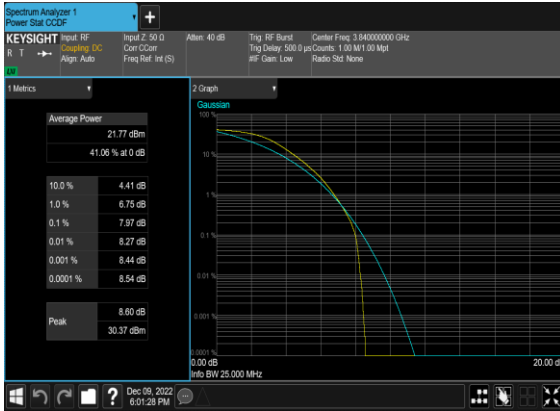 Spectrum Analyzer 1
Power Stat CCDF
+
KEYSIGHT
R T
Input: RF
Coupling: DC
Align: Auto
Input Z: 50 Ω
Corr CCorr
Freq Ref: Int (S)
Atten: 40 dB
Trig: RF Burst
Trig Delay: 500.0 µs
#IF Gain: Low
Center Freq: 3.840000000 GHz
Counts: 1.00 M/1.00 Mpt
Radio Std: None
1 Metrics
Average Power
21.77 dBm
41.06 % at 0 dB
10.0 % 4.41 dB
1.0 % 6.75 dB
0.1 % 7.97 dB
0.01 % 8.27 dB
0.001 % 8.44 dB
0.0001 % 8.54 dB
Peak
8.60 dB
30.37 dBm
2 Graph
Gaussian
100 %
10 %
1 %
0.1 %
0.01 %
0.001 %
0.0001 %
0.00 dB
20.00 d
Info BW 25.000 MHz
?
Dec 09, 2022
6:01:28 PM